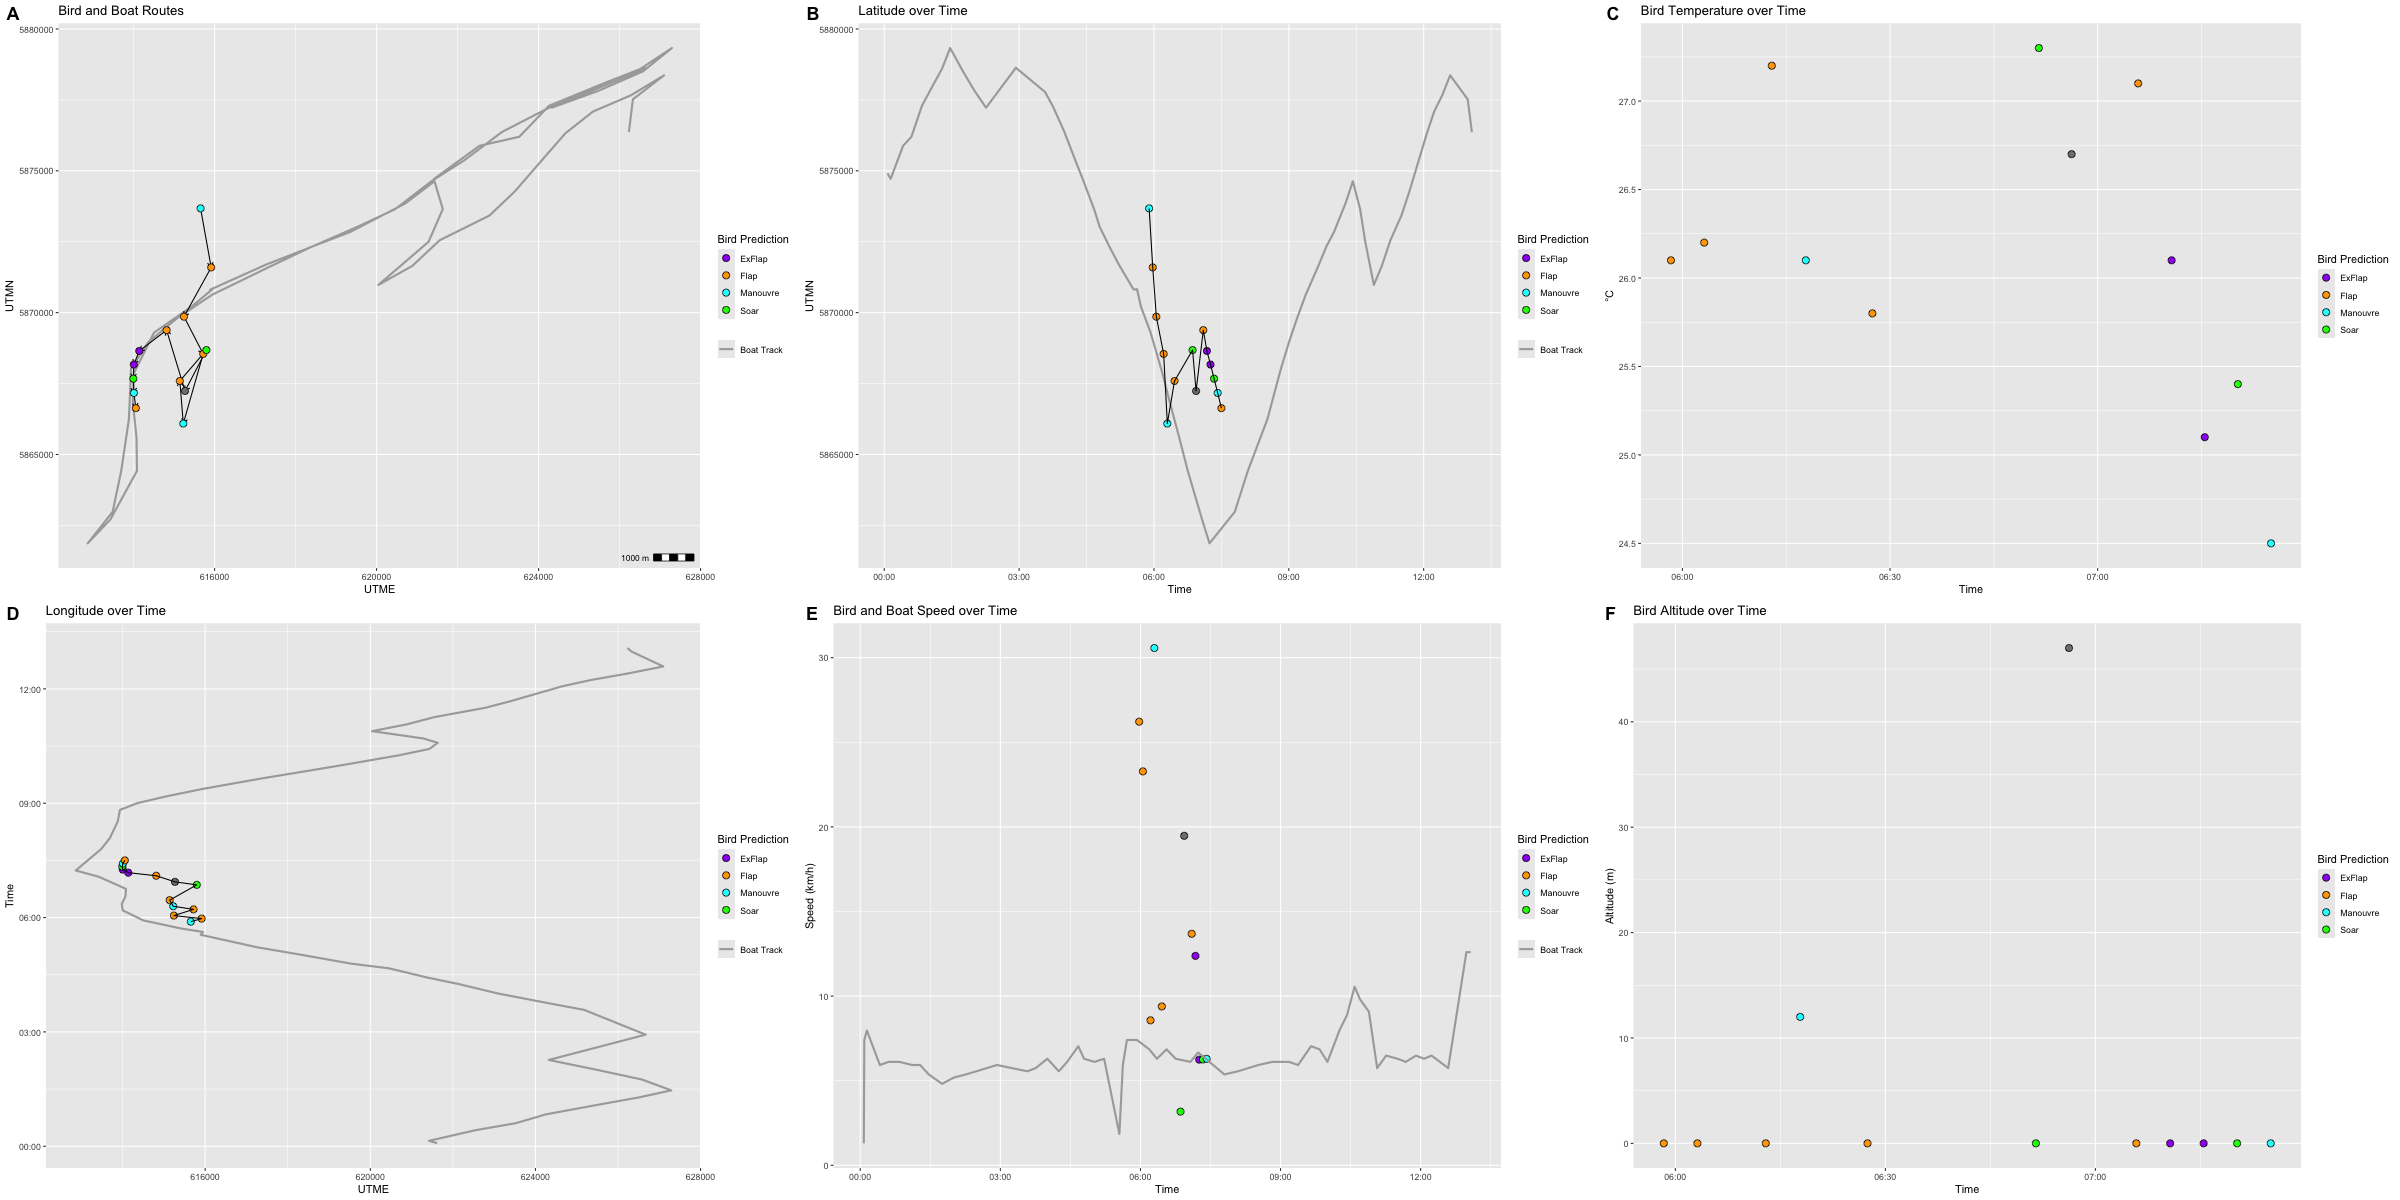 A
Bird and Boat Routes
5880000
5875000
5870000
5865000
UTMN
616000
620000
624000
628000
UTME
1000 m
Bird Prediction
ExFlap
Flap
Manouvre
Soar
Boat Track
B
Latitude over Time
5880000
5875000
5870000
5865000
UTMN
00:00
03:00
06:00
09:00
12:00
Time
Bird Prediction
ExFlap
Flap
Manouvre
Soar
Boat Track
C
Bird Temperature over Time
27.0
26.5
26.0
25.5
25.0
24.5
°C
06:00
06:30
07:00
Time
Bird Prediction
ExFlap
Flap
Manouvre
Soar
D
Longitude over Time
12:00
09:00
06:00
03:00
00:00
Time
616000
620000
624000
628000
UTME
Bird Prediction
ExFlap
Flap
Manouvre
Soar
Boat Track
E
Bird and Boat Speed over Time
30
20
10
0
Speed (km/h)
00:00
03:00
06:00
09:00
12:00
Time
Bird Prediction
ExFlap
Flap
Manouvre
Soar
Boat Track
F
Bird Altitude over Time
40
30
20
10
0
Altitude (m)
06:00
06:30
07:00
Time
Bird Prediction
ExFlap
Flap
Manouvre
Soar